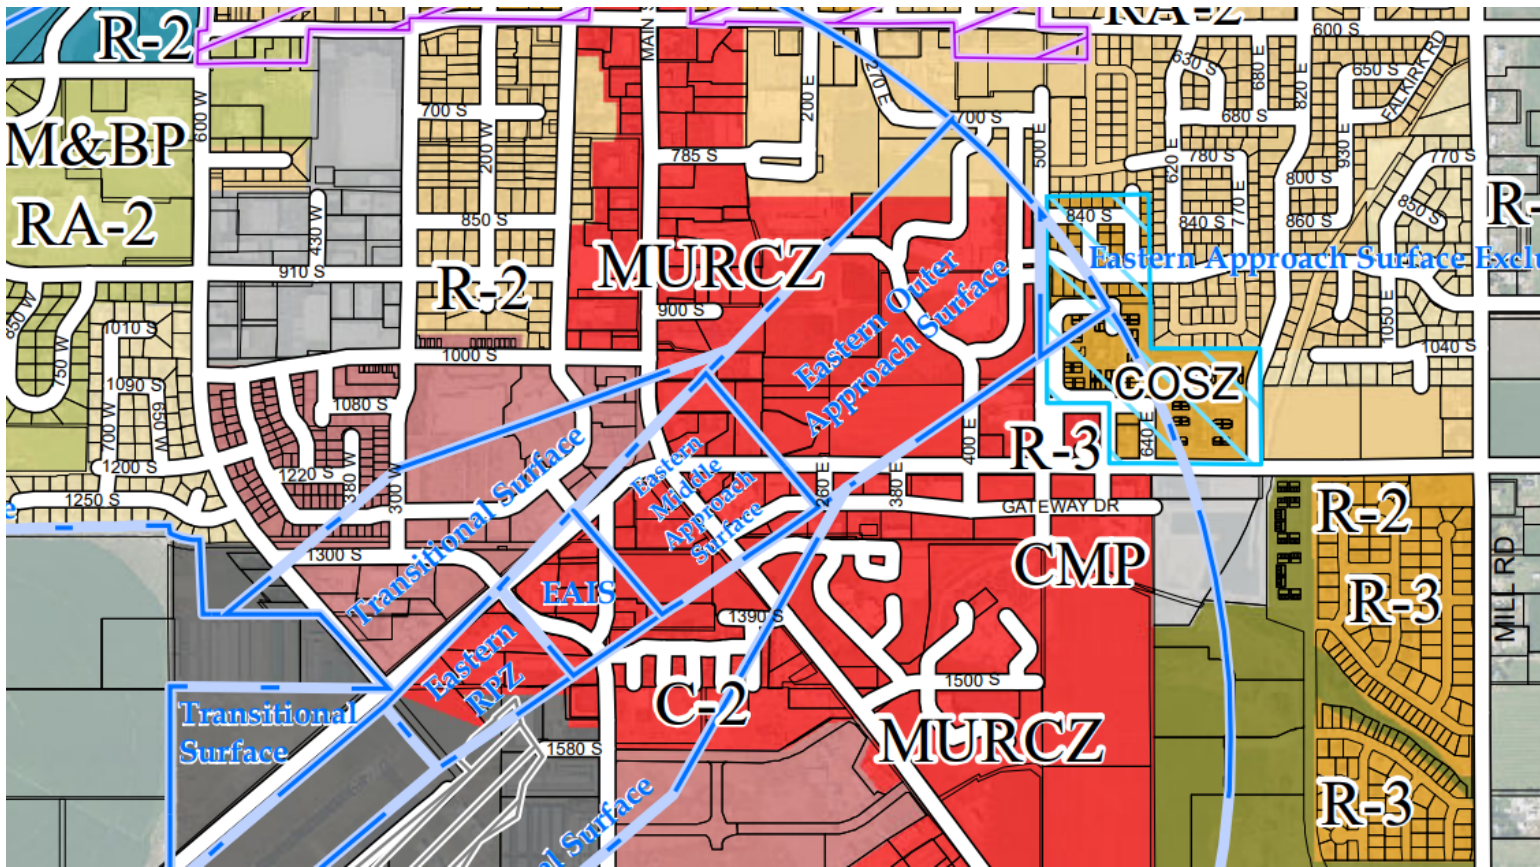 R-2
RA-2
600 S
MAIN S
270 E
630 S
680 E
650 S
820 E
FALKIRK RD
600 W
700 S
200 E
700 S
680 S
M&BP
200 W
785 S
500 E
620 E
780 S
930 E
770 S
800 S
770 E
RA-2
430 W
850 S
840 S
840 S
860 S
850 S
R-
910 S
MURCZ
Eastern Outer
Approach Surface
Eastern Approach Surface Exclu
R-2
850 W
1010 S
900 S
1050 E
750 W
1000 S
1040 S
1090 S
650 W
1080 S
COSZ
700 W
640 E
400 E
R-3
1200 S
1220 S
380 W
300 W
Transitional Surface
Eastern
Middle
Approach
Surface
260 E
380 E
1250 S
GATEWAY DR
R-2
1300 S
CMP
MILL RD
EAIS
R-3
1390 S
Eastern
RPZ
1500 S
C-2
Transitional
Surface
MURCZ
1580 S
R-3
al Surface